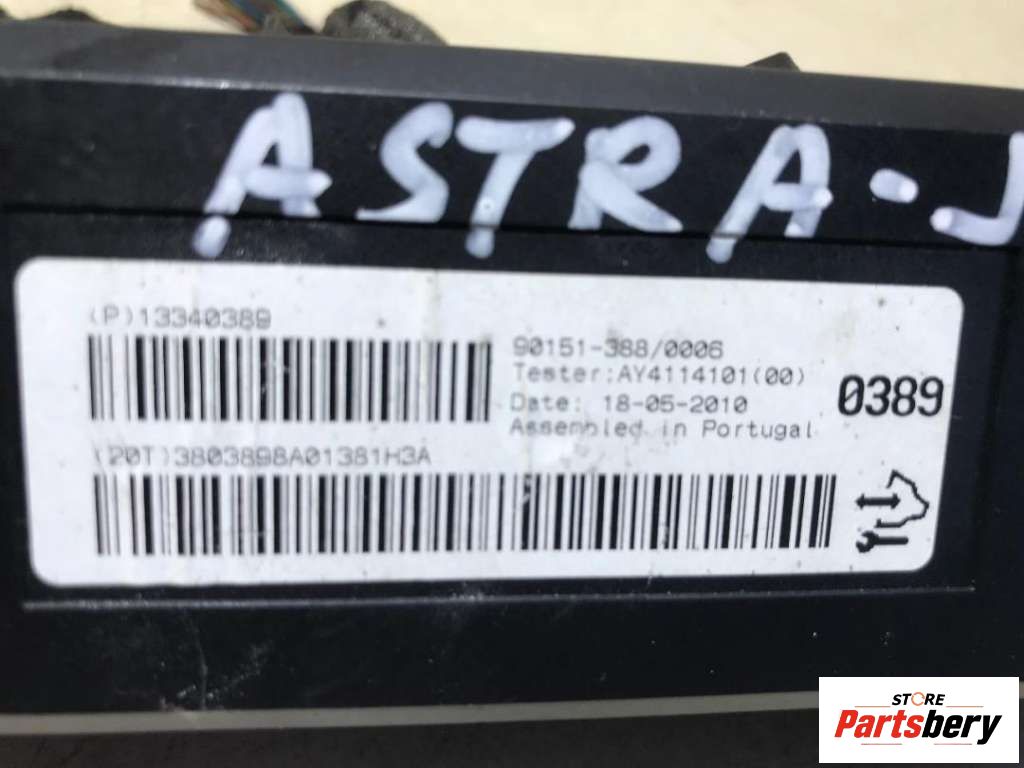 ASTRA-J
(P)13340389
90151-388/0006
Tester:AY4114101(00)
Date: 18-05-2010
Assembled in Portugal
0389
(20T)3803898A01381H3A
STORE
Partsbery